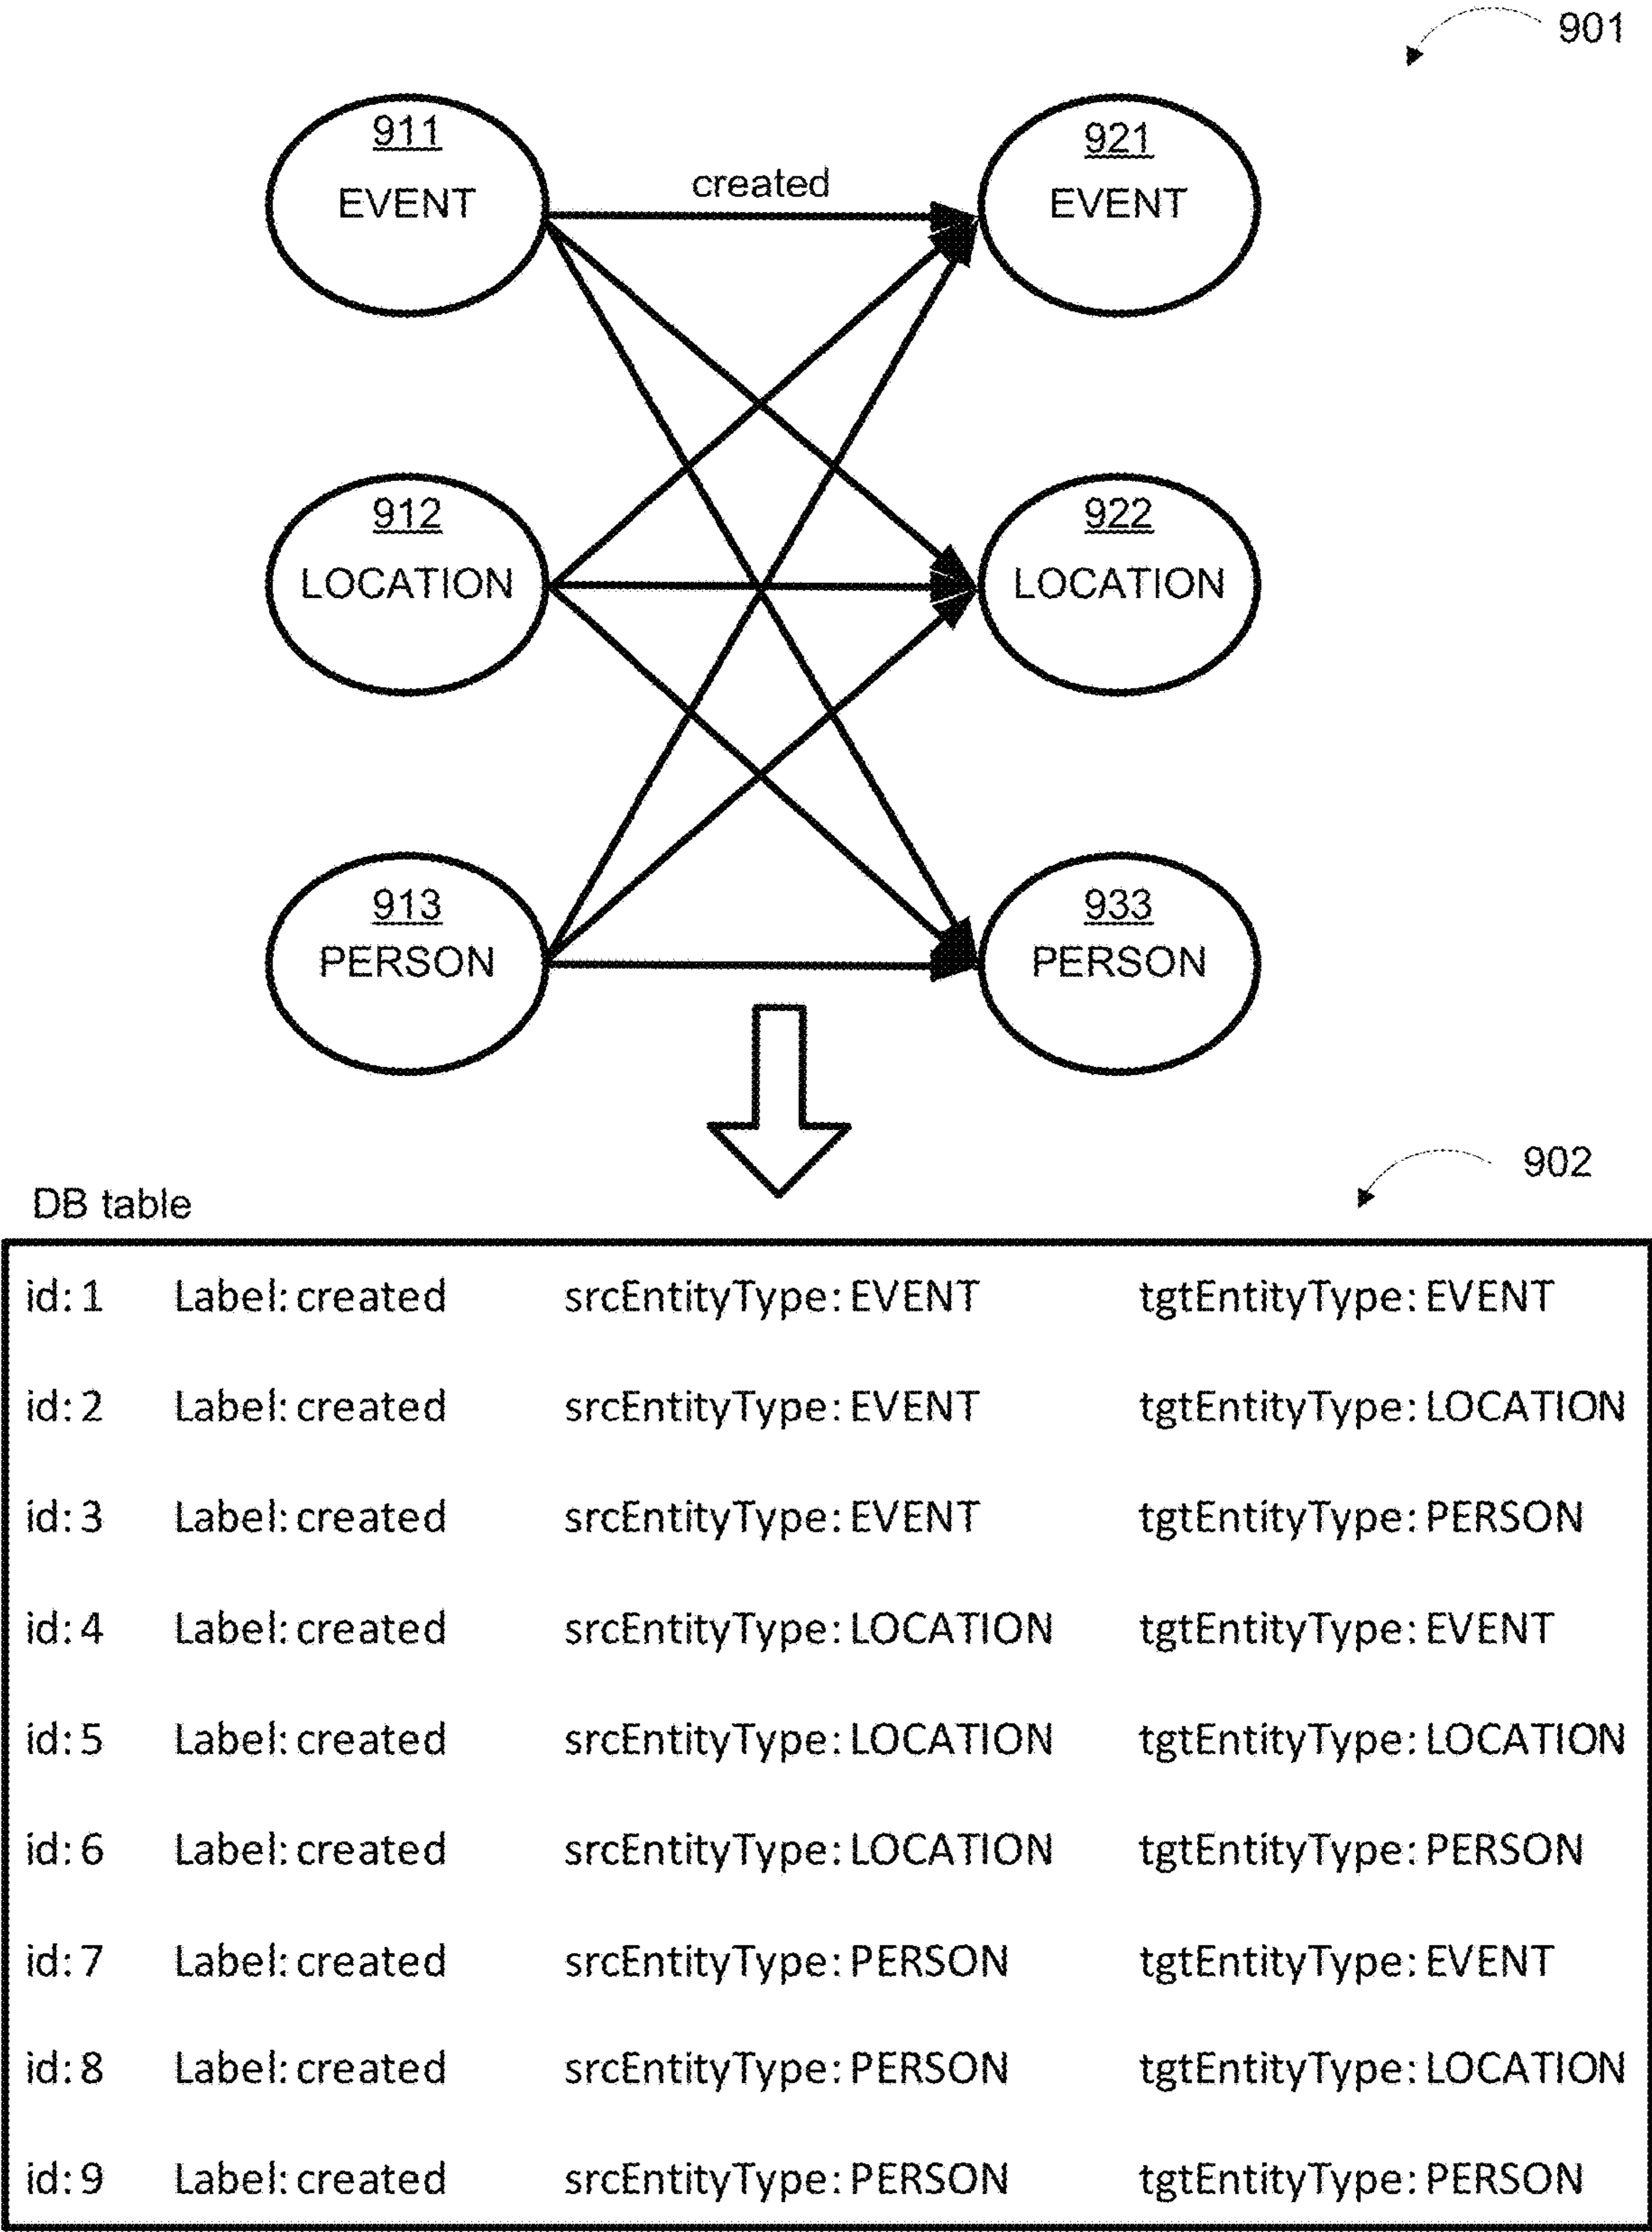 901
911
921
EVENT
created
EVENT
912
922
LOCATION
LOCATION
913
933
PERSON
PERSON
902
DB table
id: 1 Label: created srcEntityType: EVENT tgtEntityType: EVENT
id: 2 Label: created srcEntityType: EVENT tgtEntityType: LOCATION
id: 3 Label: created srcEntityType: EVENT tgtEntityType: PERSON
id: 4 Label: created srcEntityType: LOCATION tgtEntityType: EVENT
id: 5 Label: created srcEntityType: LOCATION tgtEntityType: LOCATION
id: 6 Label: created srcEntityType: LOCATION tgtEntityType: PERSON
id: 7 Label: created srcEntityType: PERSON tgtEntityType: EVENT
id: 8 Label: created srcEntityType: PERSON tgtEntityType: LOCATION
id: 9 Label: created srcEntityType: PERSON tgtEntityType: PERSON